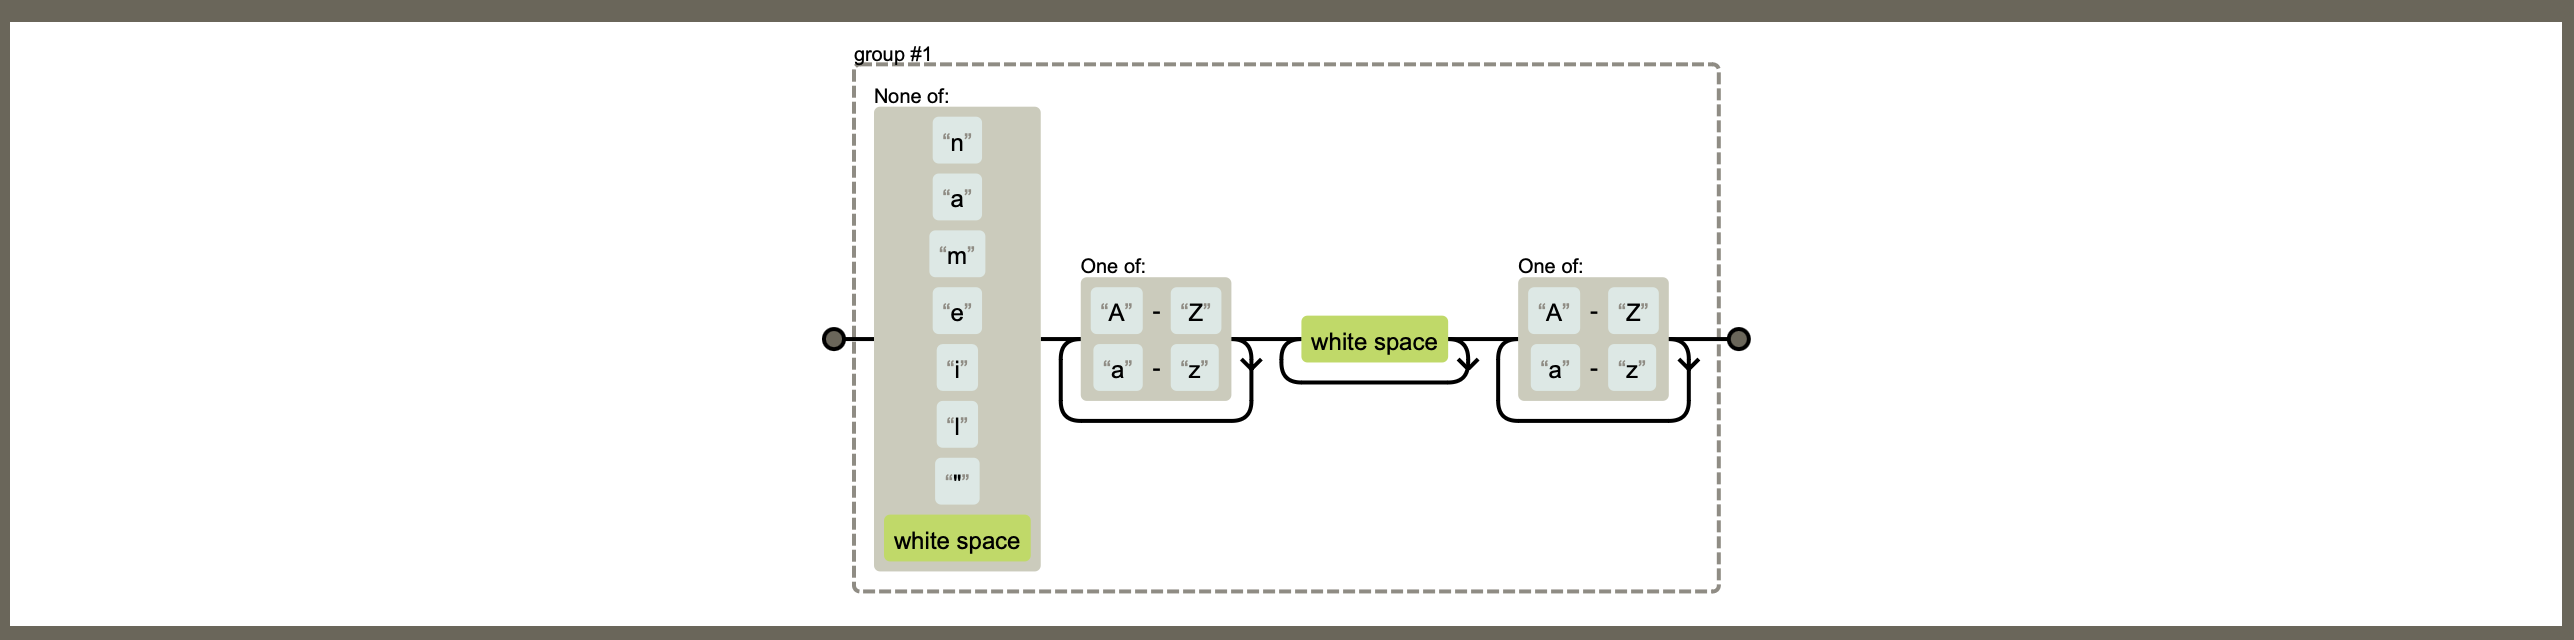 group #1
None of:
“n”
“a”
“m”
“e”
“i”
“l”
“"”
white space
One of:
“A” - “Z”
“a” - “z”
white space
One of:
“A” - “Z”
“a” - “z”